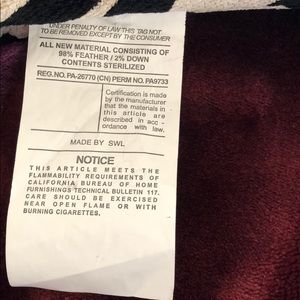 UNDER PENALTY OF LAW THIS TAG NOT
TO BE REMOVED EXCEPT BY THE CONSUMER
ALL NEW MATERIAL CONSISTING OF
98% FEATHER / 2% DOWN
CONTENTS STERILIZED
REG.NO. PA-26770 (CN) PERM NO. PA9733
Certification is made
by the manufacturer
that the materials in
this article are
described in acc -
ordance with law.
MADE BY SWL
NOTICE
THIS ARTICLE MEETS THE
FLAMMABILITY REQUIREMENTS OF
CALIFORNIA BUREAU OF HOME
FURNISHINGS TECHNICAL BULLETIN 117.
CARE SHOULD BE EXERCISED
NEAR OPEN FLAME OR WITH
BURNING CIGARETTES.